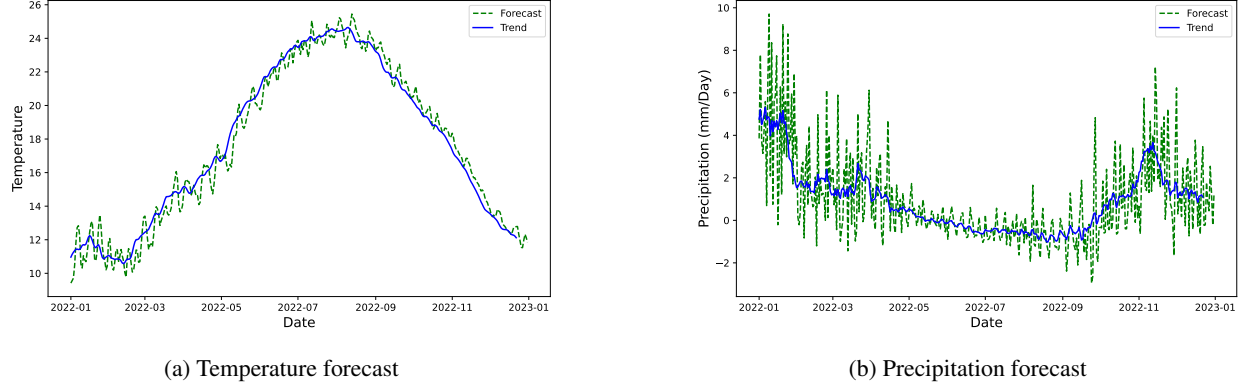 26
24
22
20
18
16
14
12
10
Temperature
2022-01 2022-03 2022-05 2022-07 2022-09 2022-11 2023-01
Date
Forecast
Trend
(a) Temperature forecast
10
8
6
4
2
0
−2
Precipitation (mm/Day)
2022-01 2022-03 2022-05 2022-07 2022-09 2022-11 2023-01
Date
Forecast
Trend
(b) Precipitation forecast